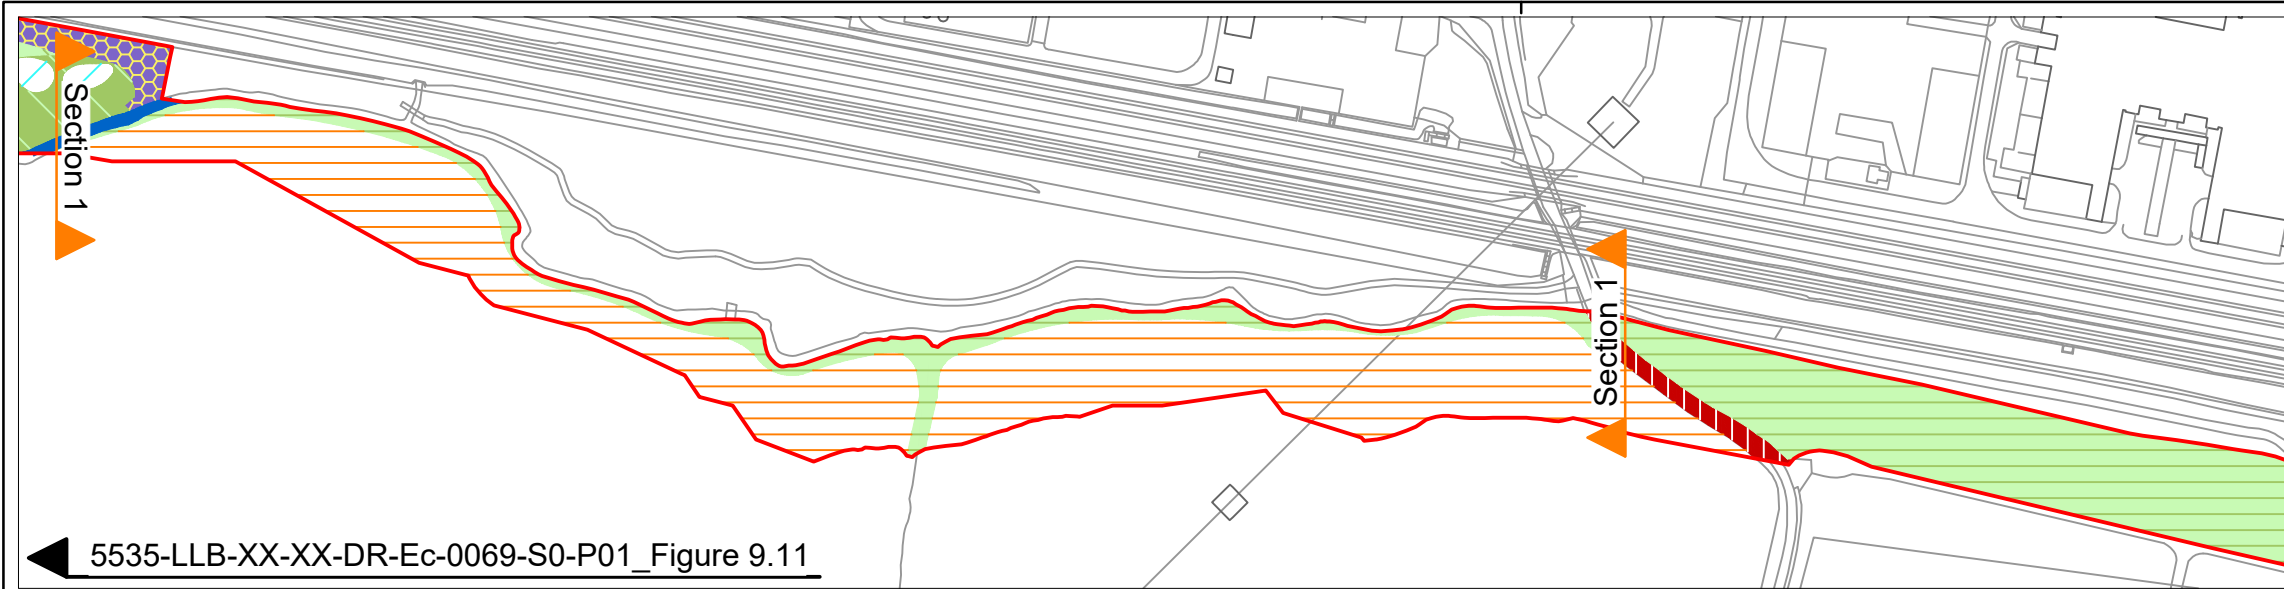 Section 1
Section 1
5535-LLB-XX-XX-DR-Ec-0069-S0-P01_Figure 9.11